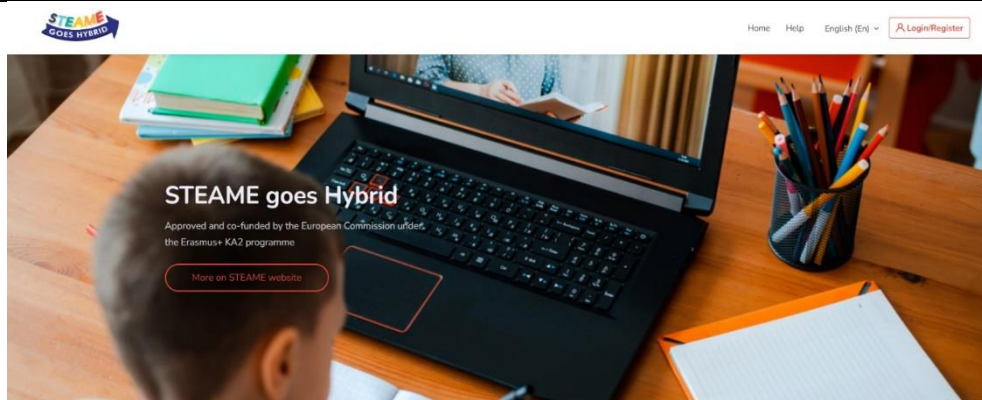 STEAME
GOES HYBRID
Home Help English (En) Login/Register
STEAME goes Hybrid
Approved and co-funded by the European Commission under
the Erasmus+ KA2 programme
More on STEAME website